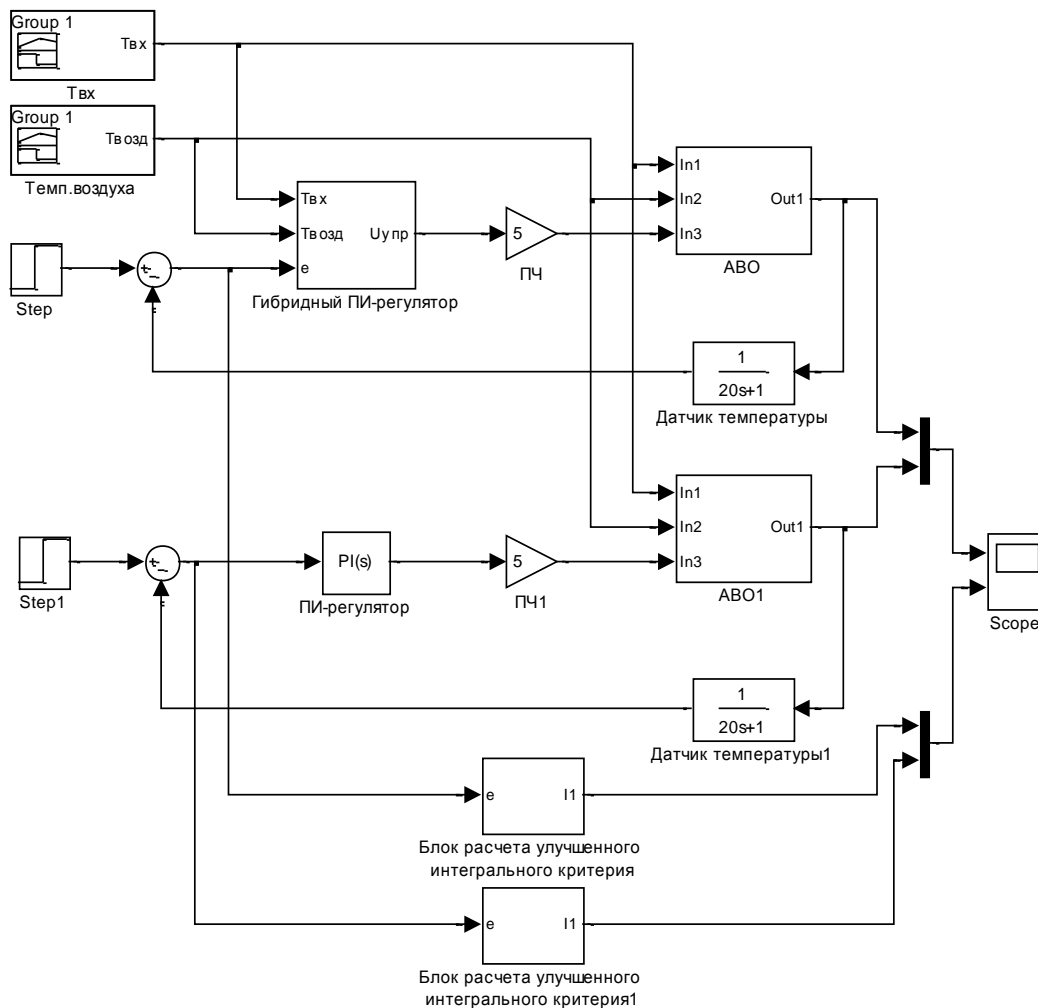 Group 1
Твх
Твх
Group 1
Твозд
Темп.воздуха
Step
Твх
Твозд
e
Uупр
Гибридный ПИ-регулятор
5
ПЧ
In1
In2
In3
Out1
АВО
1
20s+1
Датчик температуры
Step1
PI(s)
ПИ-регулятор
5
ПЧ1
In1
In2
In3
Out1
АВО1
Scope
1
20s+1
Датчик температуры1
e
I1
Блок расчета улучшенного
интегрального критерия
e
I1
Блок расчета улучшенного
интегрального критерия1